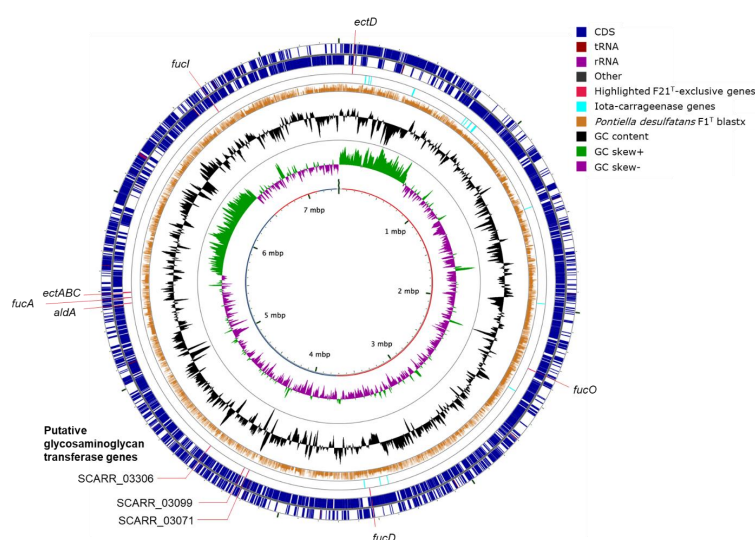 ectD
fucI
CDS
tRNA
rRNA
Other
Highlighted F21ᵀ-exclusive genes
Iota-carrageenase genes
Pontiella desulfatans F1ᵀ blastx
GC content
GC skew+
GC skew-
7 mbp
1 mbp
6 mbp
2 mbp
5 mbp
3 mbp
4 mbp
ectABC
fucA
aldA
fucO
Putative
glycosaminoglycan
transferase genes
SCARR_03306
SCARR_03099
SCARR_03071
fucD